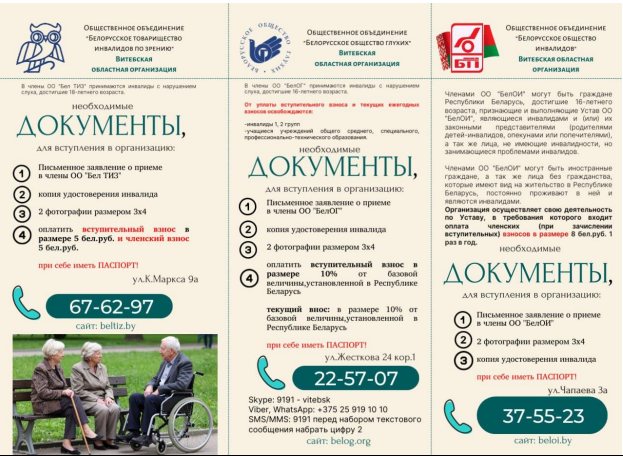 Общественное объединение
"Белорусское товарищество
инвалидов по зрению"
Витебская
областная организация
В члены ОО "Бел ТИЗ" принимаются инвалиды с нарушением
слуха, достигшие 16-летнего возраста.
необходимые
ДОКУМЕНТЫ,
для вступления в организацию:
1 Письменное заявление о приеме
в члены ОО "Бел ТИЗ"
2 копия удостоверения инвалида
3 2 фотографии размером 3х4
4 оплатить вступительный взнос в
размере 5 бел.руб. и членский взнос
5 бел.руб.
при себе иметь ПАСПОРТ!
ул.К.Маркса 9а
67-62-97
сайт: beltiz.by
БЕЛОРУССКОЕ ОБЩЕСТВО ГЛУХИХ
Общественное объединение
"Белорусское общество глухих"
Витебская
областная организация
В члены ОО "БелОГ" принимаются инвалиды с нарушением
слуха, достигшие 16-летнего возраста.
От уплаты вступительного взноса и текущих ежегодных
взносов освобождаются:
-инвалиды 1, 2 групп
-учащиеся учреждений общего среднего, специального,
профессионально-технического образования.
необходимые
ДОКУМЕНТЫ,
для вступления в организацию:
1 Письменное заявление о приеме
в члены ОО "БелОГ"
2 копия удостоверения инвалида
3 2 фотографии размером 3х4
4 оплатить вступительный взнос в
размере 10% от базовой
величины,установленной в Республике
Беларусь
текущий внос: в размере 10% от
базовой величины,установленной в
Республике Беларусь
при себе иметь ПАСПОРТ!
ул.Жесткова 24 кор.1
22-57-07
Skype: 9191 - vitebsk
Viber, WhatsApp: +375 25 919 10 10
SMS/MMS: 9191 перед набором текстового
сообщения набрать цифру 2
сайт: belog.org
БТІ
Общественное объединение
"Белорусское общество
инвалидов"
Витебская областная
организация
Членами ОО "БелОИ" могут быть граждане
Республики Беларусь, достигшие 16-летнего
возраста, признающие и выполняющие Устав ОО
"БелОИ", являющиеся инвалидами и (или) их
законными представителями (родителями
детей-инвалидов, опекунами или попечителями),
а так же лица, не имеющие инвалидности, но
занимающиеся проблемами инвалидов.
Членами ОО "БелОИ" могут быть иностранные
граждане, а так же лица без гражданства,
которые имеют вид на жительство в Республике
Беларусь, постоянно проживают в ней и
являются инвалидами.
Организация осуществляет свою деятельность
по Уставу, в требования которого входит
оплата членских (при зачислении
вступительных) взносов в размере 8 бел.руб. 1
раз в год.
необходимые
ДОКУМЕНТЫ,
для вступления в организацию:
1 Письменное заявление о приеме
в члены ОО "БелОИ"
2 2 фотографии размером 3х4
3 копия удостоверения инвалида
при себе иметь ПАСПОРТ!
ул.Чапаева 3а
37-55-23
сайт: beloi.by